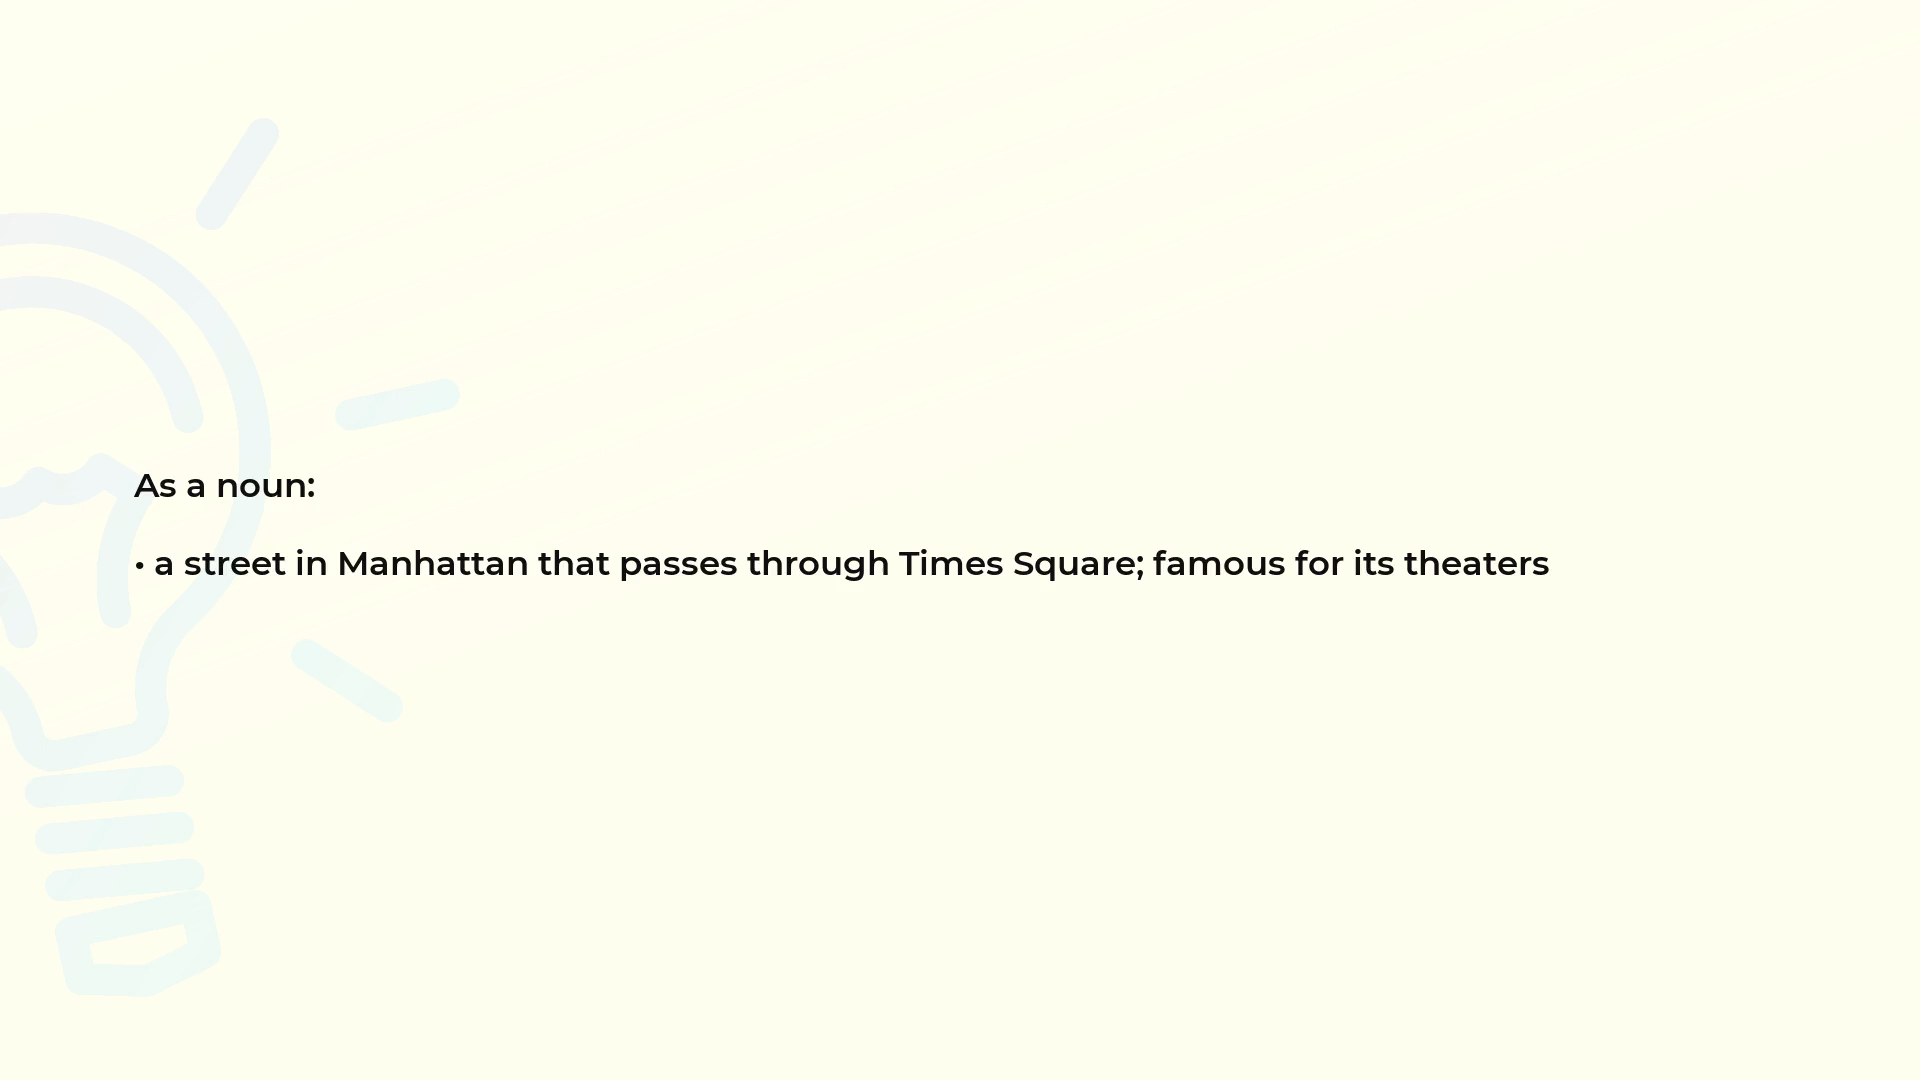 As a noun:
• a street in Manhattan that passes through Times Square; famous for its theaters